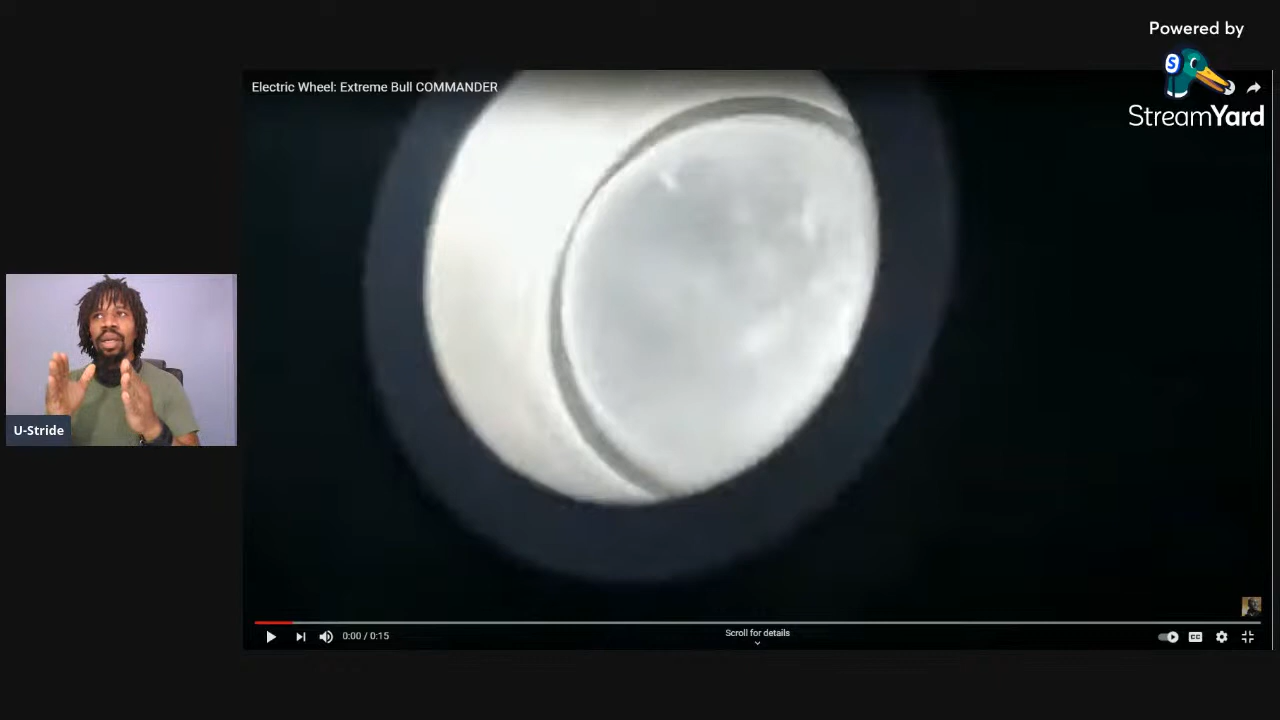 Powered by
StreamYard
Electric Wheel: Extreme Bull COMMANDER
U-Stride
0:00 / 0:15
Scroll for details
CC
S